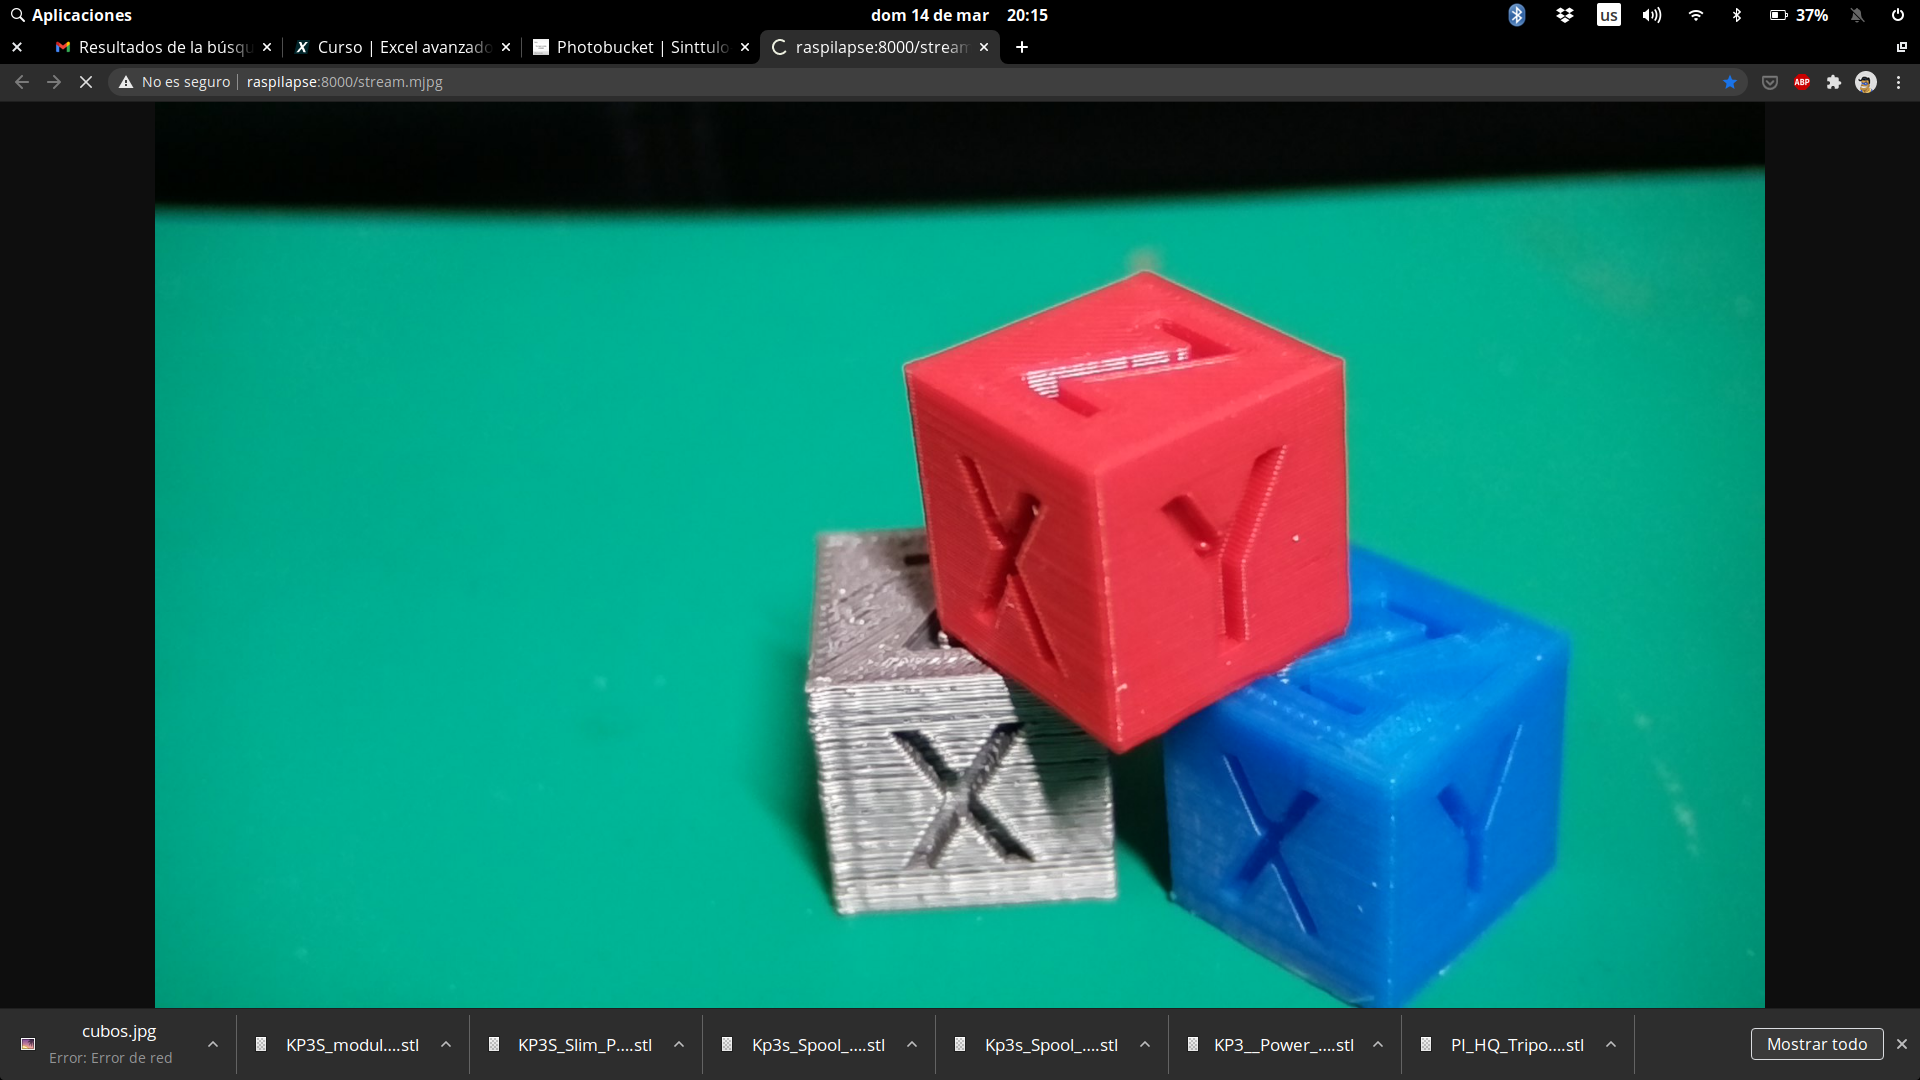 Aplicaciones
dom 14 de mar 20:15
us
37%
Resultados de la búsqu
Curso | Excel avanzado
Photobucket | Sinttulo
raspilapse:8000/stream
No es seguro
raspilapse:8000/stream.mjpg
ABP
Z
X Y
X
Z
X Y
cubos.jpg
Error: Error de red
KP3S_modul....stl
KP3S_Slim_P....stl
Kp3s_Spool_....stl
Kp3s_Spool_....stl
KP3__Power_....stl
PI_HQ_Tripo....stl
Mostrar todo